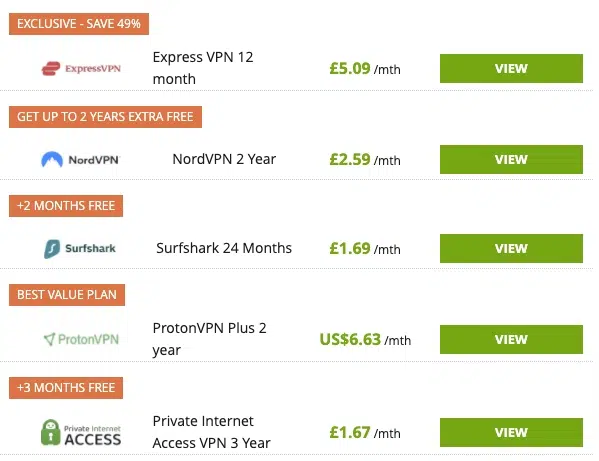 EXCLUSIVE - SAVE 49%
ExpressVPN
Express VPN 12
month
£5.09 /mth
VIEW
GET UP TO 2 YEARS EXTRA FREE
NordVPN
NordVPN 2 Year
£2.59 /mth
VIEW
+2 MONTHS FREE
Surfshark
Surfshark 24 Months
£1.69 /mth
VIEW
BEST VALUE PLAN
ProtonVPN
ProtonVPN Plus 2
year
US$6.63 /mth
VIEW
+3 MONTHS FREE
Private Internet
ACCESS
Private Internet
Access VPN 3 Year
£1.67 /mth
VIEW